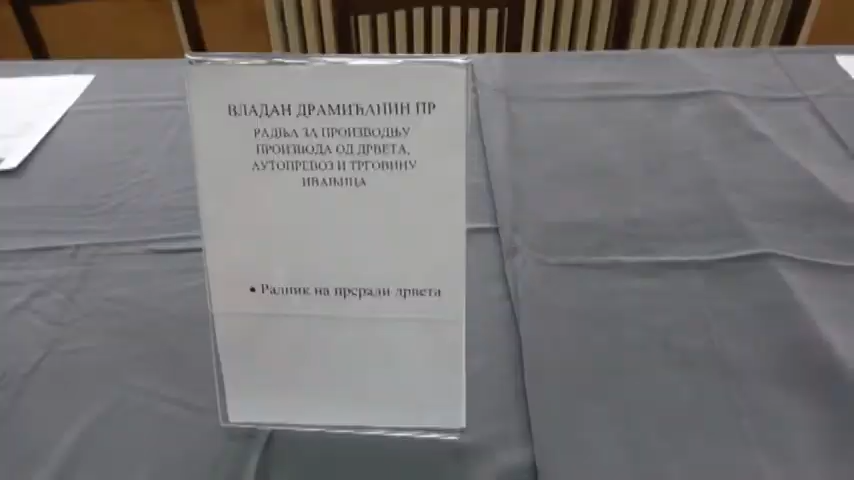 ВЛАДАН ДРАМИЋАНИН ПР
РАДЊА ЗА ПРОИЗВОДЊУ
ПРОИЗВОДА ОД ДРВЕТА,
АУТОПРЕВОЗ И ТРГОВИНУ
ИВАЊИЦА
• Радник на преради дрвета